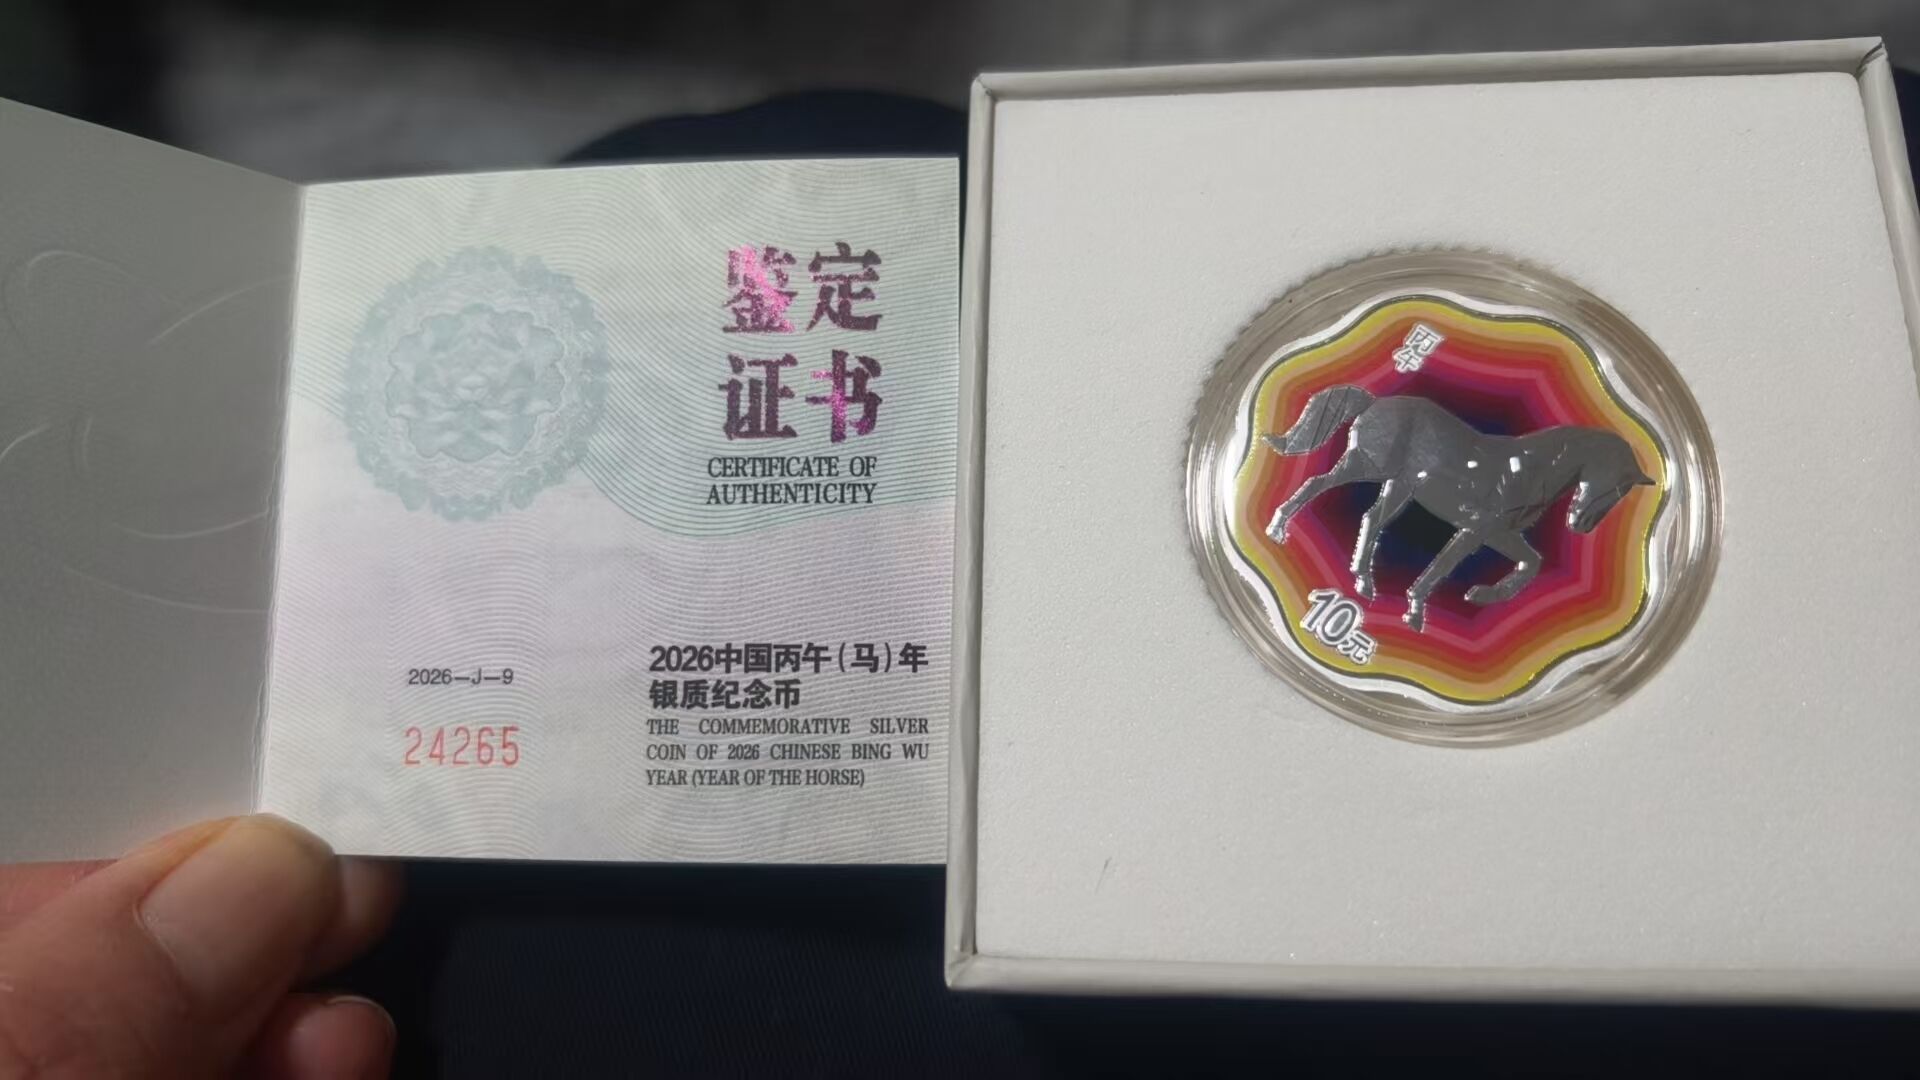 鉴定
证书
CERTIFICATE OF
AUTHENTICITY
2026—J—9
24265
2026中国丙午(马)年
银质纪念币
THE COMMEMORATIVE SILVER
COIN OF 2026 CHINESE BING WU
YEAR (YEAR OF THE HORSE)
丙午
10元